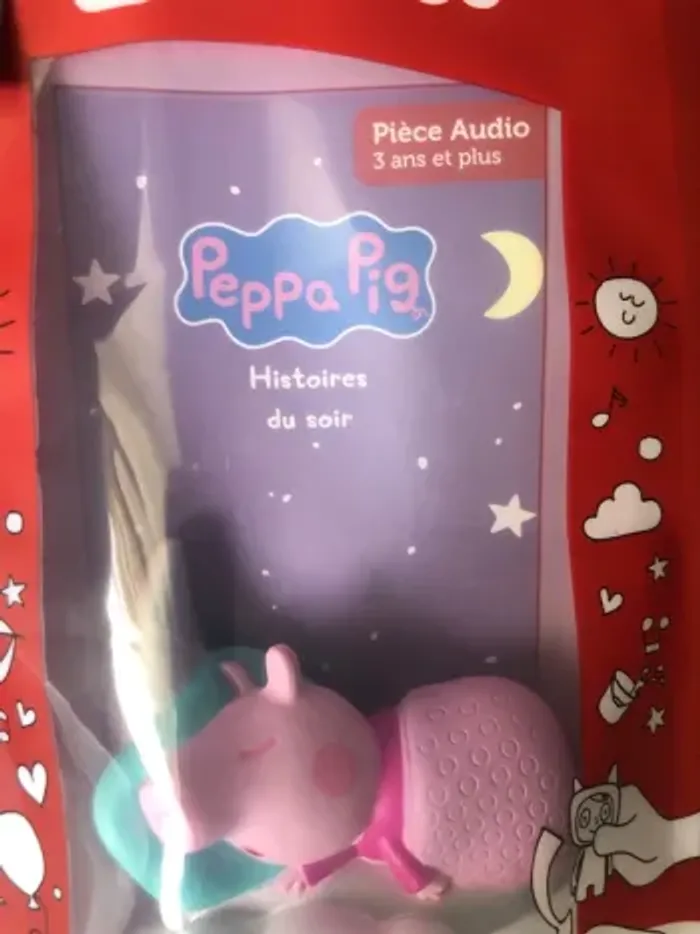 Pièce Audio
3 ans et plus
Peppa Pig
Histoires
du soir